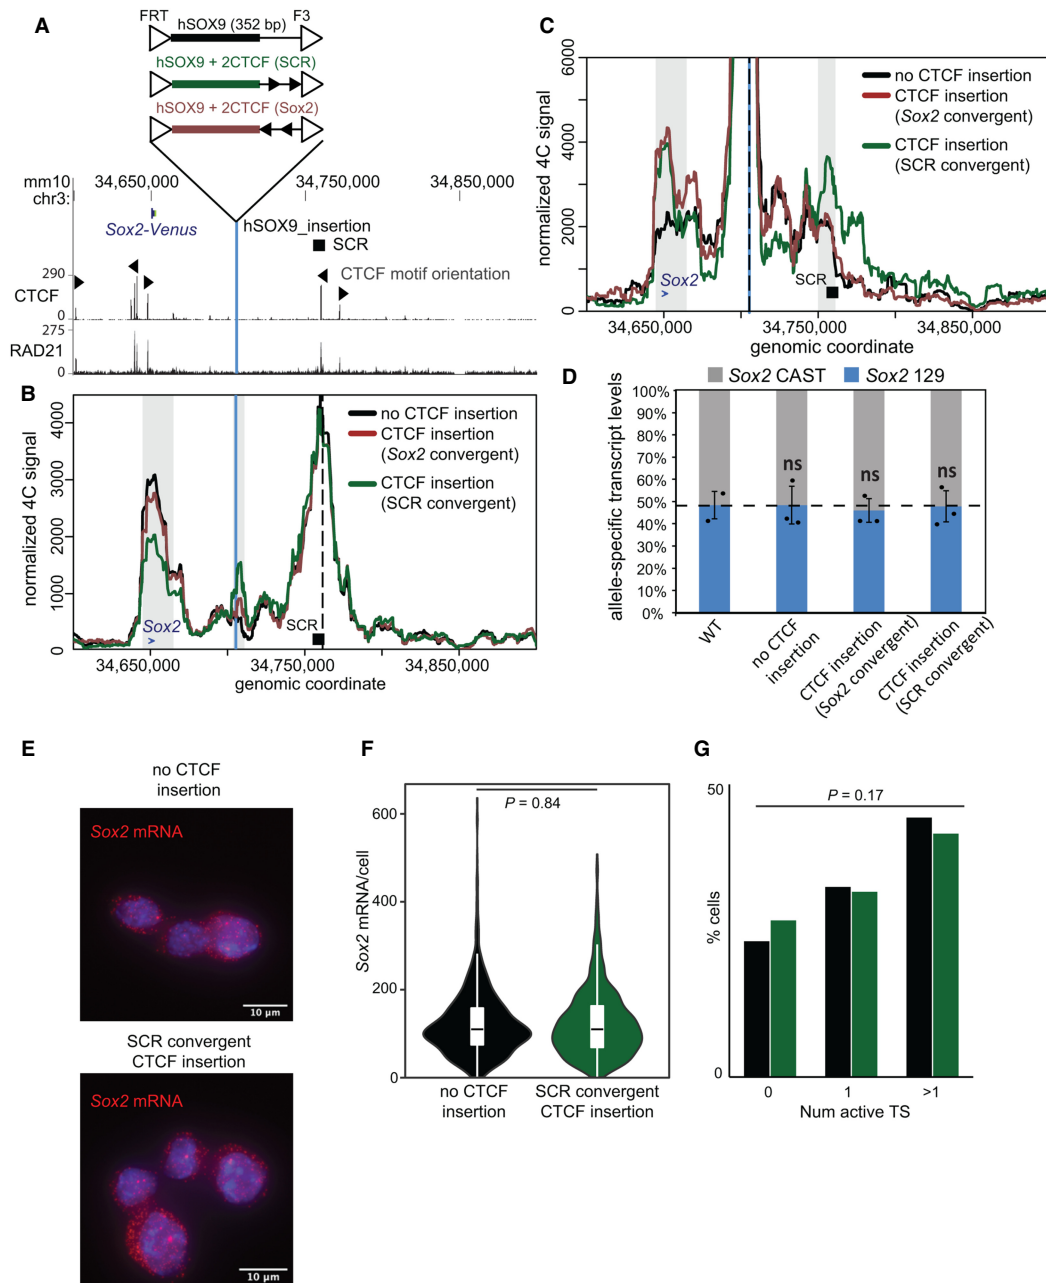 A
FRT
hSOX9 (352 bp)
F3
hSOX9 + 2CTCF (SCR)
hSOX9 + 2CTCF (Sox2)
mm10
chr3:
34,650,000
34,750,000
34,850,000
Sox2-Venus
hSOX9_insertion
SCR
CTCF motif orientation
290
CTCF
0
275
RAD21
0
B
normalized 4C signal
4000
3000
2000
1000
0
no CTCF insertion
CTCF insertion
(Sox2 convergent)
CTCF insertion
(SCR convergent)
Sox2
SCR
34,650,000
34,750,000
34,850,000
genomic coordinate
C
normalized 4C signal
6000
4000
2000
0
no CTCF insertion
CTCF insertion
(Sox2 convergent)
CTCF insertion
(SCR convergent)
Sox2
SCR
34,650,000
34,750,000
34,850,000
genomic coordinate
D
Sox2 CAST
Sox2 129
allele-specific transcript levels
100%
90%
80%
70%
60%
50%
40%
30%
20%
10%
0%
ns
ns
ns
WT
no CTCF
insertion
CTCF insertion
(Sox2 convergent)
CTCF insertion
(SCR convergent)
E
no CTCF
insertion
Sox2 mRNA
10 µm
SCR convergent
CTCF insertion
Sox2 mRNA
10 µm
F
Sox2 mRNA/cell
600
400
200
0
P = 0.84
no CTCF
insertion
SCR convergent
CTCF insertion
G
% cells
50
0
P = 0.17
0
1
>1
Num active TS